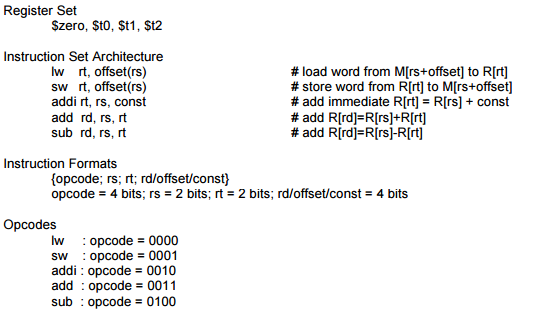 Register Set
$zero, $t0, $t1, $t2
Instruction Set Architecture
lw rt, offset(rs) # load word from M[rs+offset] to R[rt]
sw rt, offset(rs) # store word from R[rt] to M[rs+offset]
addi rt, rs, const # add immediate R[rt] = R[rs] + const
add rd, rs, rt # add R[rd]=R[rs]+R[rt]
sub rd, rs, rt # add R[rd]=R[rs]-R[rt]
Instruction Formats
{opcode; rs; rt; rd/offset/const}
opcode = 4 bits; rs = 2 bits; rt = 2 bits; rd/offset/const = 4 bits
Opcodes
lw : opcode = 0000
sw : opcode = 0001
addi : opcode = 0010
add : opcode = 0011
sub : opcode = 0100